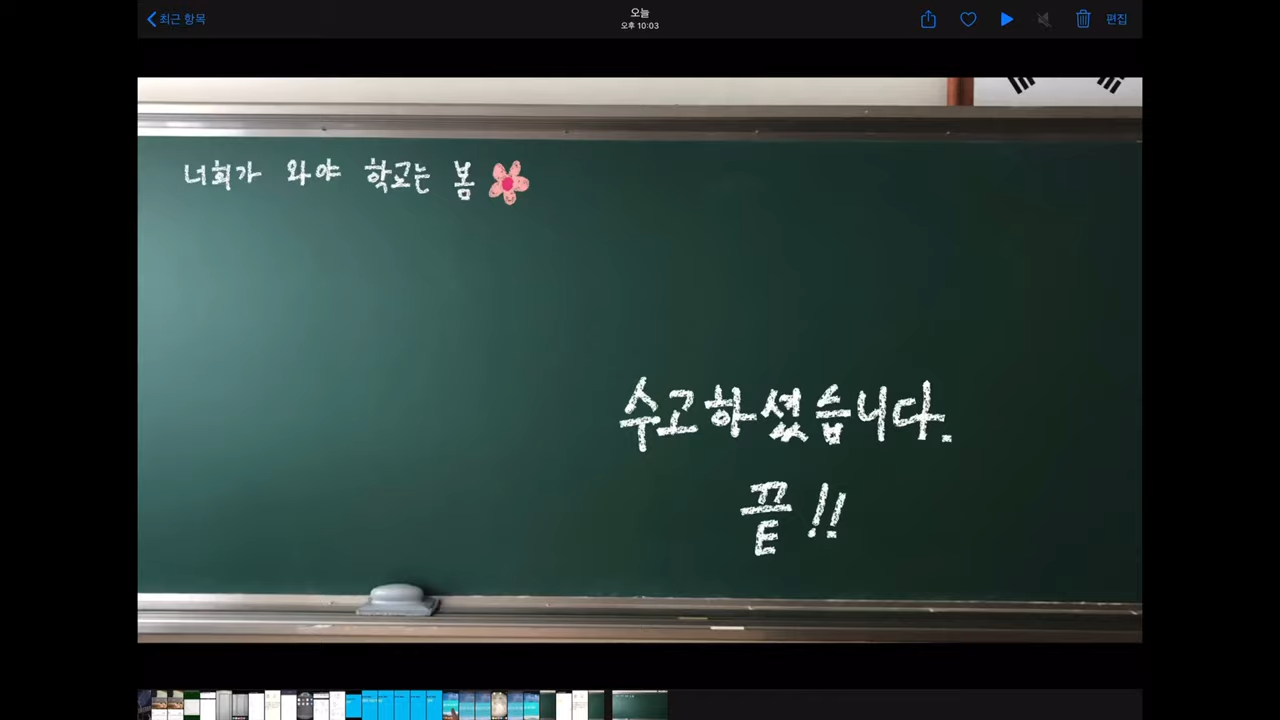 최근 항목
오늘
오후 10:03
편집
너희가 와야 학교는 봄
수고하셨습니다.
끝!!